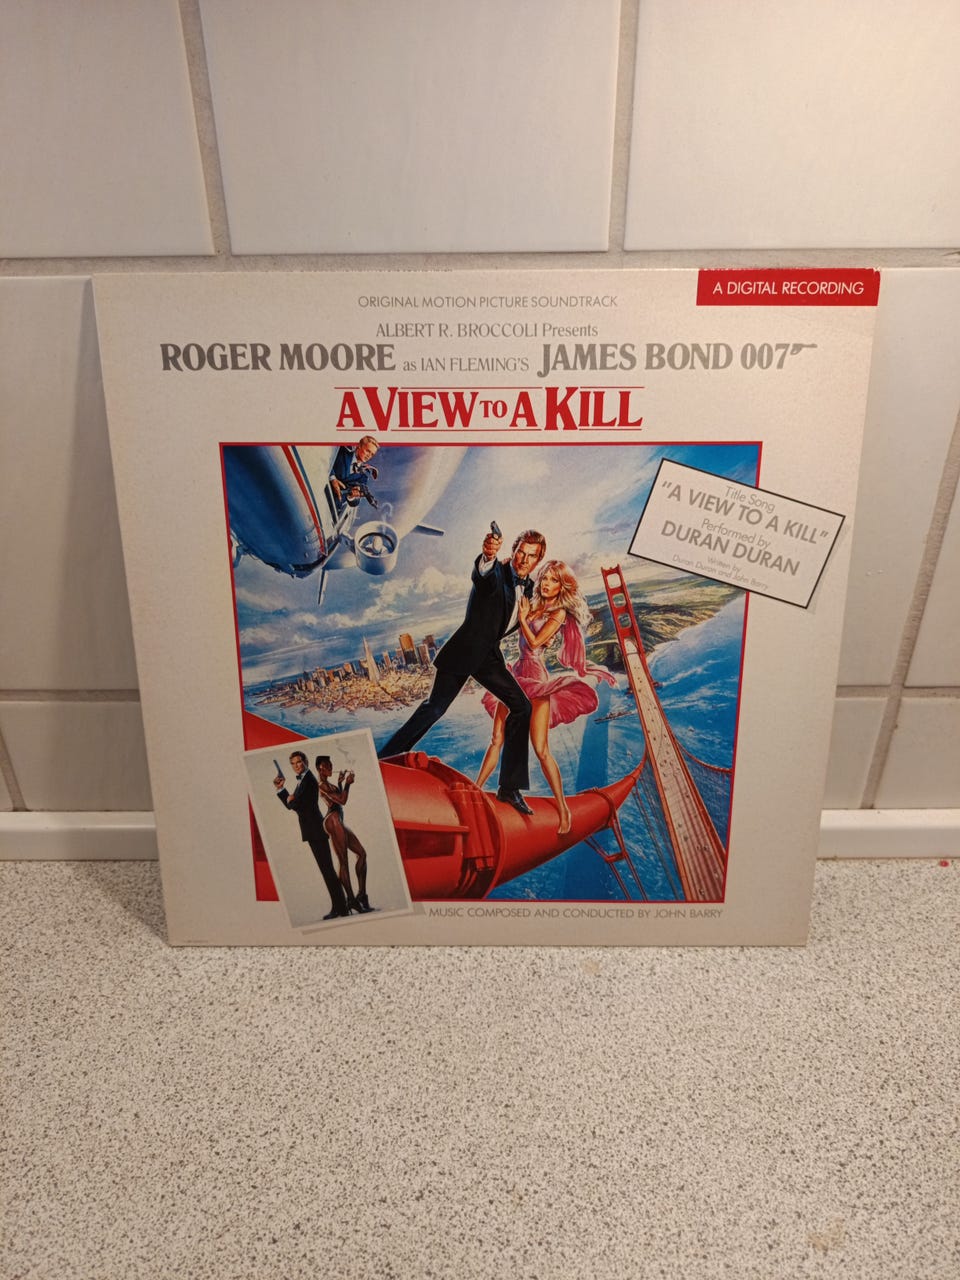 A DIGITAL RECORDING
ORIGINAL MOTION PICTURE SOUNDTRACK
ALBERT R. BROCCOLI Presents
ROGER MOORE as IAN FLEMING'S JAMES BOND 007
A VIEW TO A KILL
Title Song
"A VIEW TO A KILL"
Performed by
DURAN DURAN
Written by
Duran Duran and John Barry
MUSIC COMPOSED AND CONDUCTED BY JOHN BARRY